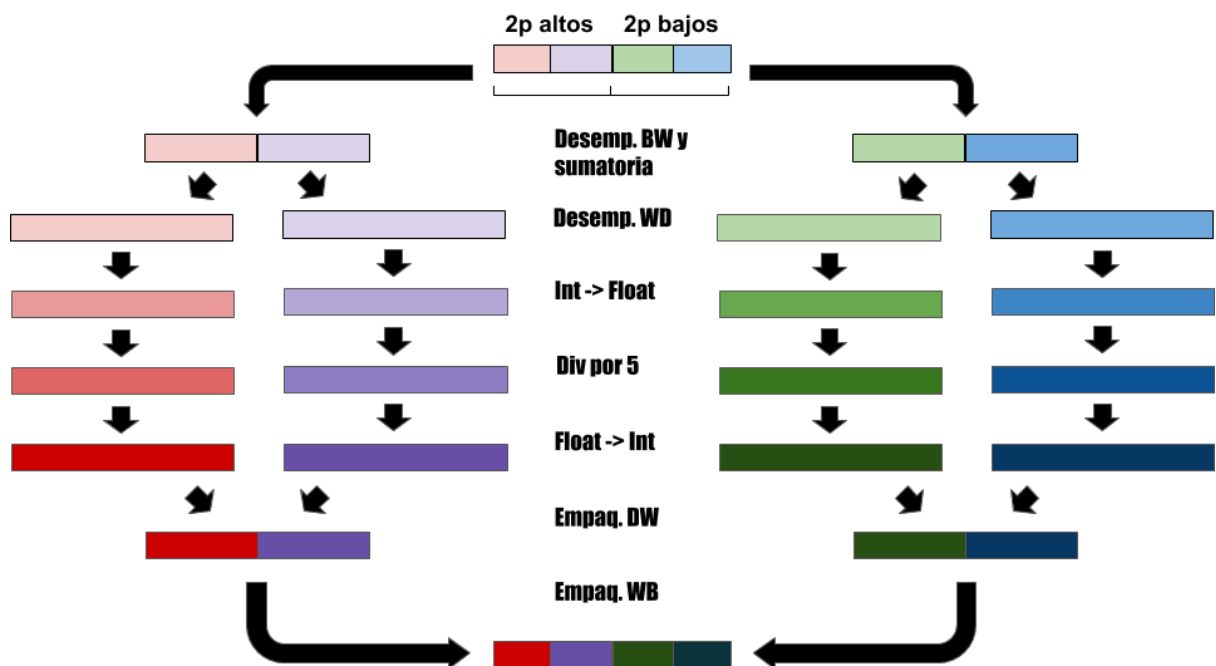 2p altos 2p bajos
Desemp. BW y
sumatoria
Desemp. WD
Int -> Float
Div por 5
Float -> Int
Empaq. DW
Empaq. WB